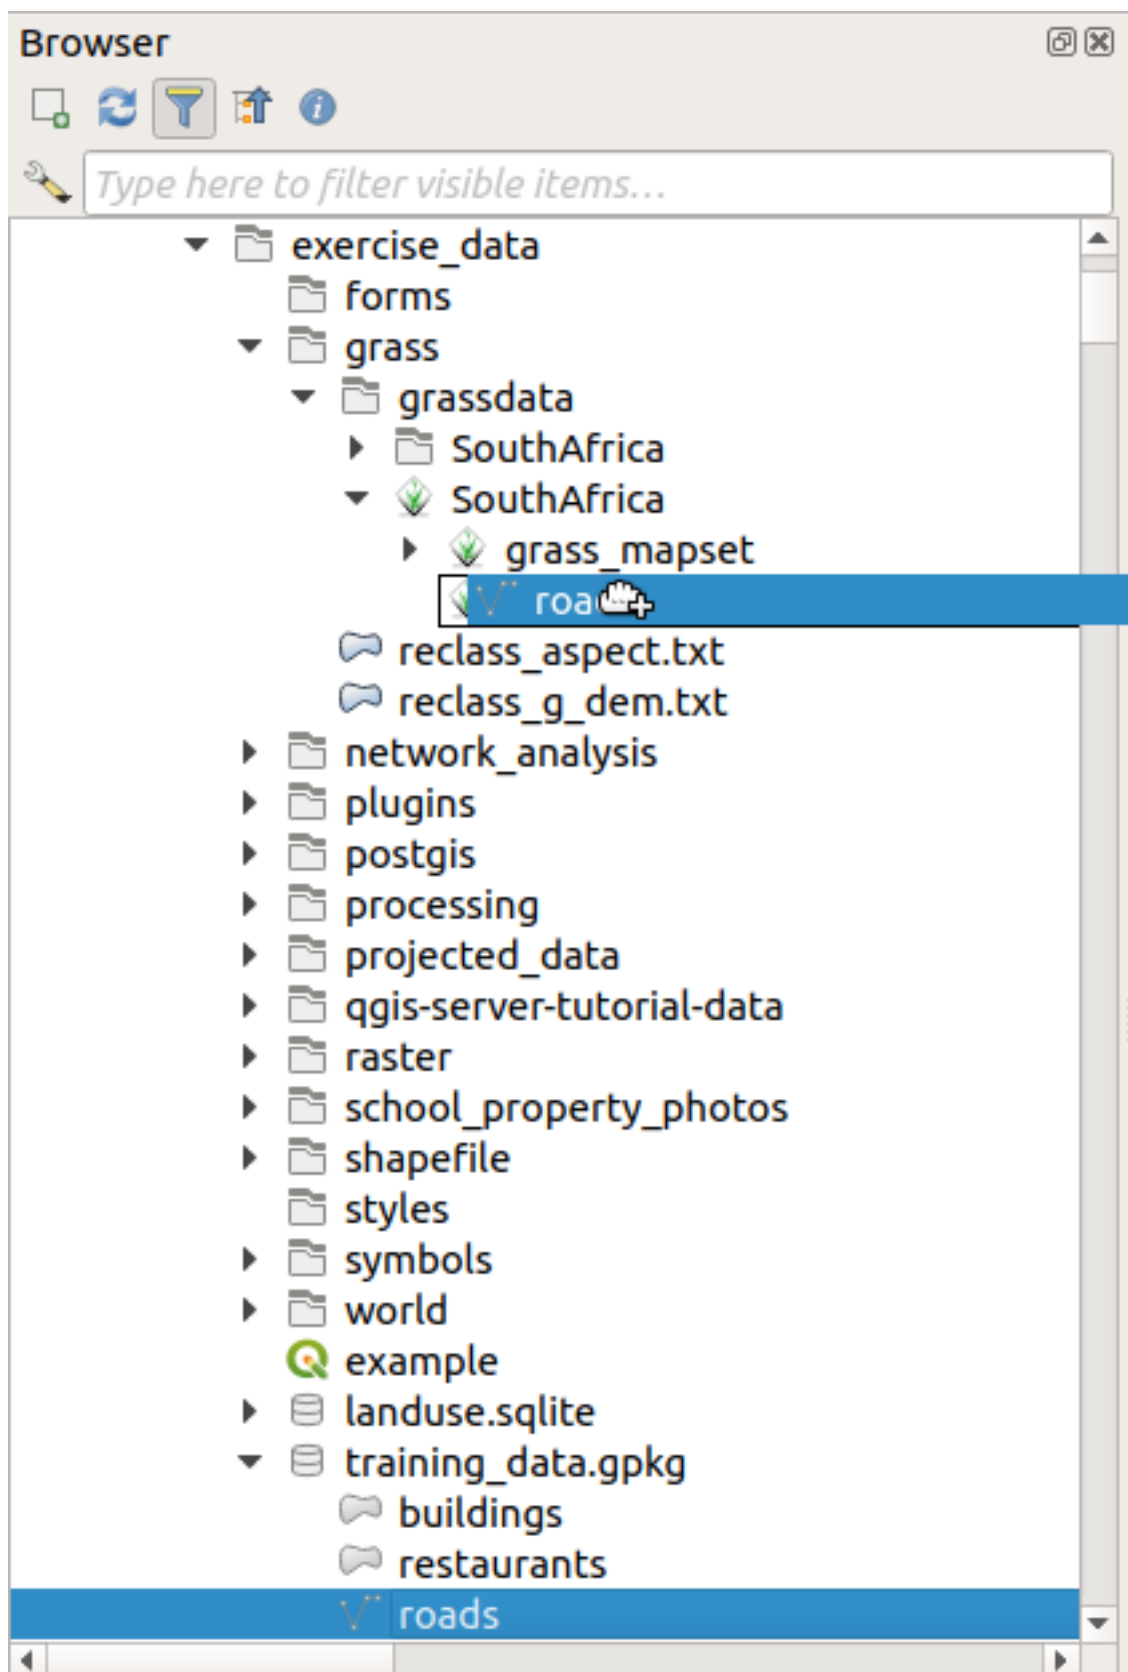 Browser
Type here to filter visible items...
exercise_data
forms
grass
grassdata
SouthAfrica
SouthAfrica
grass_mapset
reclass_aspect.txt
reclass_g_dem.txt
network_analysis
plugins
postgis
processing
projected_data
qgis-server-tutorial-data
raster
school_property_photos
shapefile
styles
symbols
world
example
landuse.sqlite
training_data.gpkg
buildings
restaurants
roads